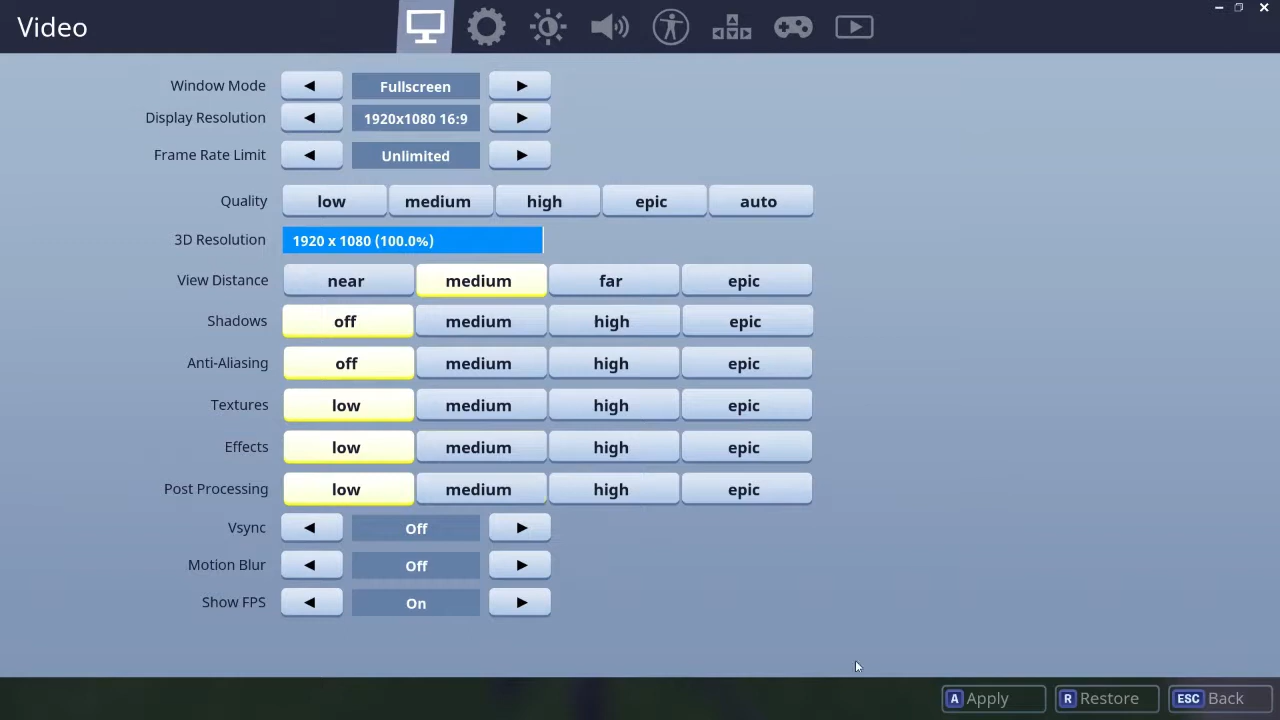 Video
Window Mode ◄ Fullscreen ►
Display Resolution ◄ 1920x1080 16:9 ►
Frame Rate Limit ◄ Unlimited ►
Quality low medium high epic auto
3D Resolution 1920 x 1080 (100.0%)
View Distance near medium far epic
Shadows off medium high epic
Anti-Aliasing off medium high epic
Textures low medium high epic
Effects low medium high epic
Post Processing low medium high epic
Vsync ◄ Off ►
Motion Blur ◄ Off ►
Show FPS ◄ On ►
A Apply R Restore ESC Back